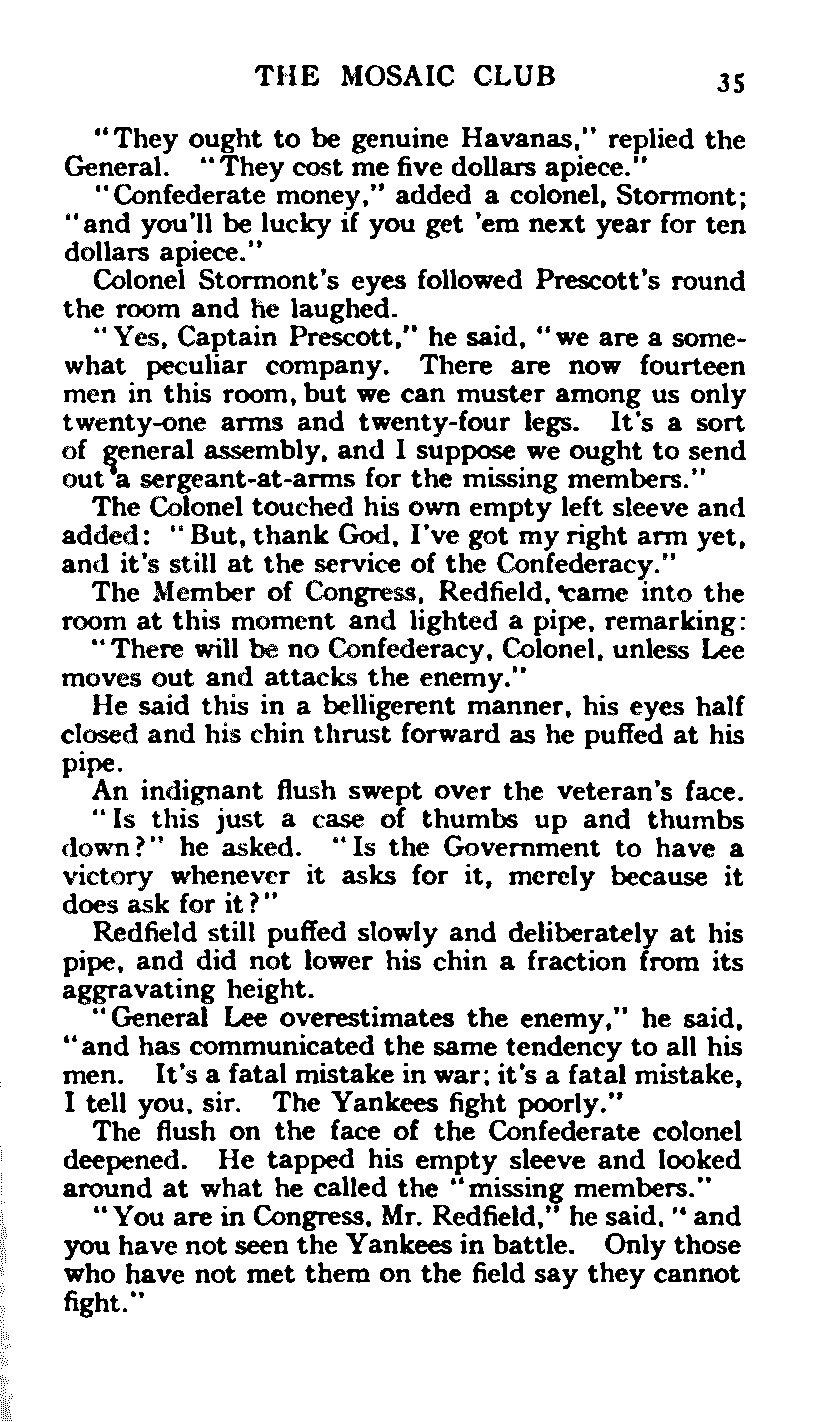 THE MOSAIC CLUB 35
"They ought to be genuine Havanas," replied the
General. "They cost me five dollars apiece."
"Confederate money," added a colonel, Stormont;
"and you'll be lucky if you get 'em next year for ten
dollars apiece."
Colonel Stormont's eyes followed Prescott's round
the room and he laughed.
"Yes, Captain Prescott," he said, "we are a some-
what peculiar company. There are now fourteen
men in this room, but we can muster among us only
twenty-one arms and twenty-four legs. It's a sort
of general assembly, and I suppose we ought to send
out a sergeant-at-arms for the missing members."
The Colonel touched his own empty left sleeve and
added: "But, thank God, I've got my right arm yet,
and it's still at the service of the Confederacy."
The Member of Congress, Redfield, came into the
room at this moment and lighted a pipe, remarking:
"There will be no Confederacy, Colonel, unless Lee
moves out and attacks the enemy."
He said this in a belligerent manner, his eyes half
closed and his chin thrust forward as he puffed at his
pipe.
An indignant flush swept over the veteran's face.
"Is this just a case of thumbs up and thumbs
down?" he asked. "Is the Government to have a
victory whenever it asks for it, merely because it
does ask for it?"
Redfield still puffed slowly and deliberately at his
pipe, and did not lower his chin a fraction from its
aggravating height.
"General Lee overestimates the enemy," he said,
"and has communicated the same tendency to all his
men. It's a fatal mistake in war; it's a fatal mistake,
I tell you, sir. The Yankees fight poorly."
The flush on the face of the Confederate colonel
deepened. He tapped his empty sleeve and looked
around at what he called the "missing members."
"You are in Congress, Mr. Redfield," he said, "and
you have not seen the Yankees in battle. Only those
who have not met them on the field say they cannot
fight."